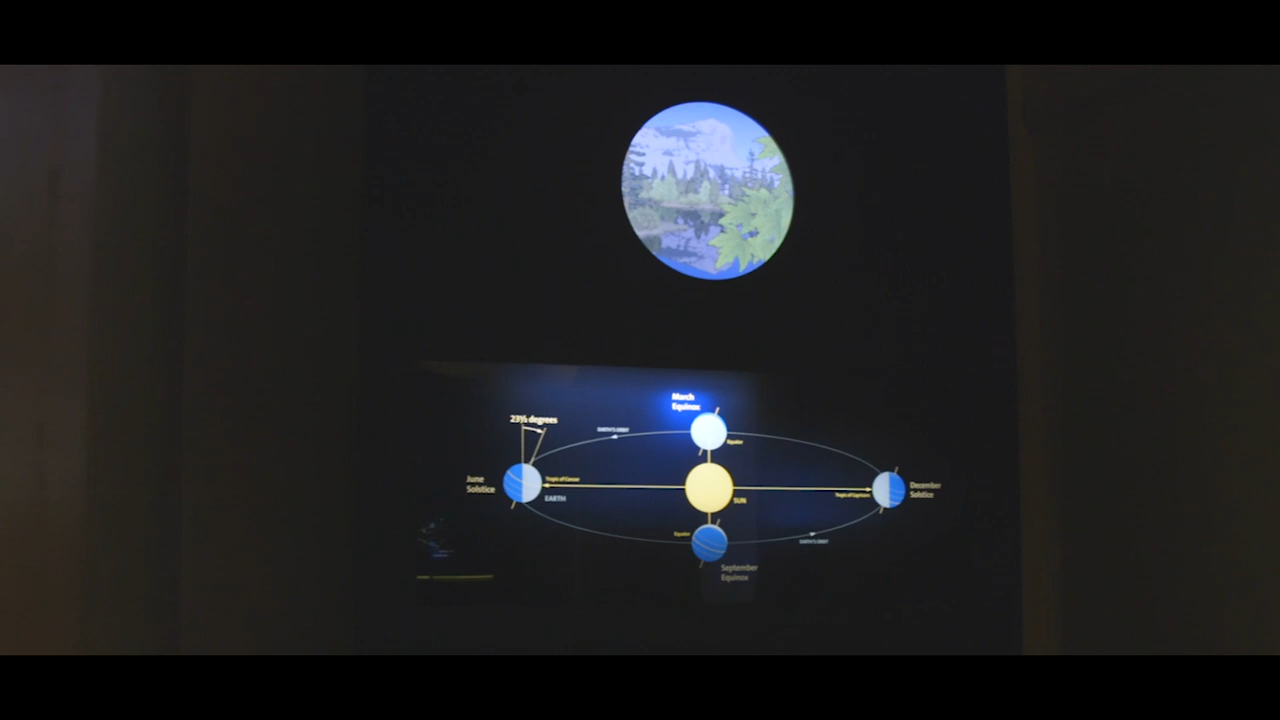 March
Equinox
23½ degrees
EARTH'S ORBIT
Equator
June
Solstice
Tropic of Cancer
EARTH
SUN
Tropic of Capricorn
December
Solstice
Equator
EARTH'S ORBIT
September
Equinox